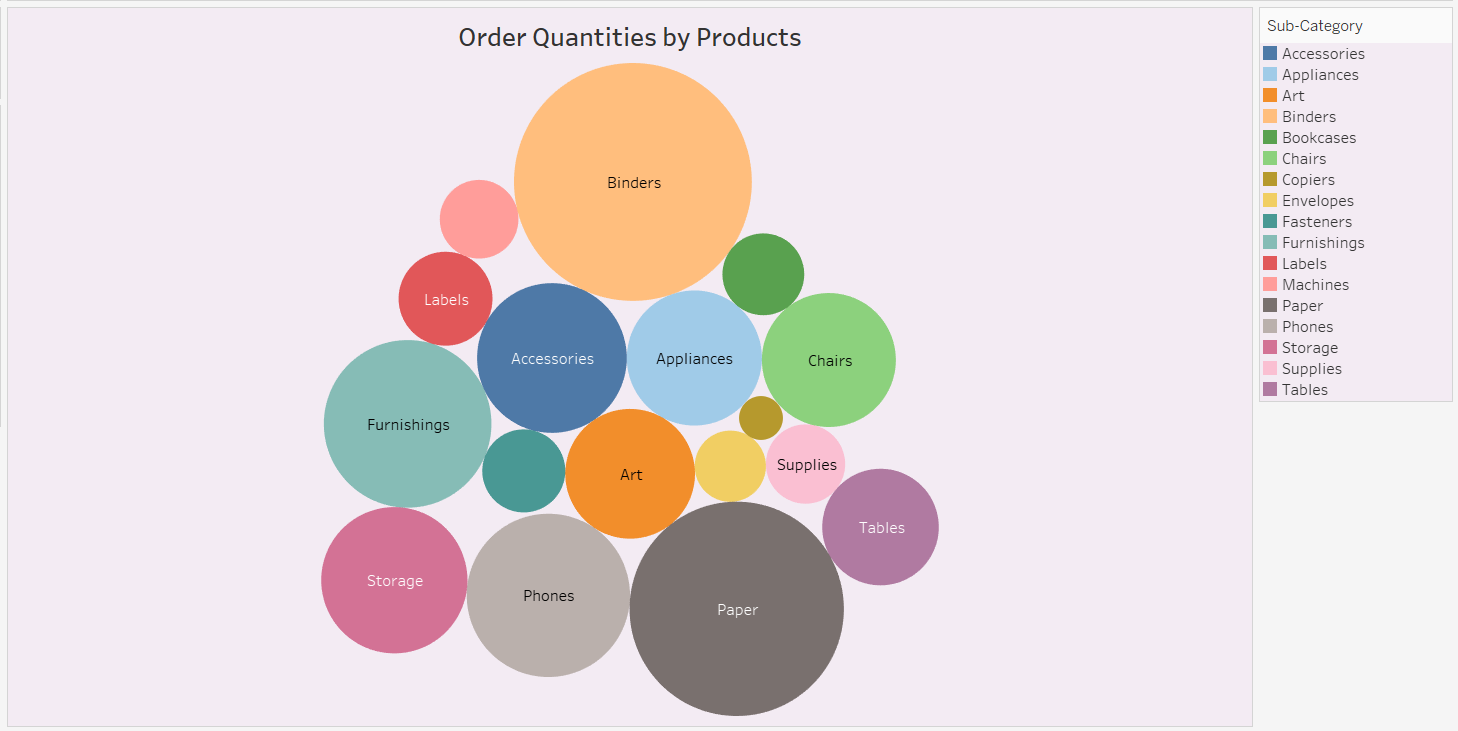 Order Quantities by Products
Binders
Labels
Accessories
Appliances
Chairs
Furnishings
Art
Supplies
Tables
Storage
Phones
Paper
Sub-Category
Accessories
Appliances
Art
Binders
Bookcases
Chairs
Copiers
Envelopes
Fasteners
Furnishings
Labels
Machines
Paper
Phones
Storage
Supplies
Tables